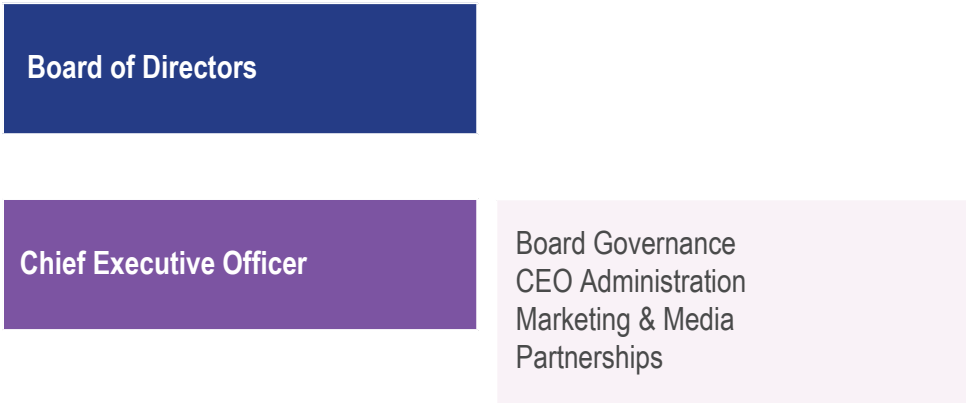 Board of Directors
Chief Executive Officer
Board Governance
CEO Administration
Marketing & Media
Partnerships